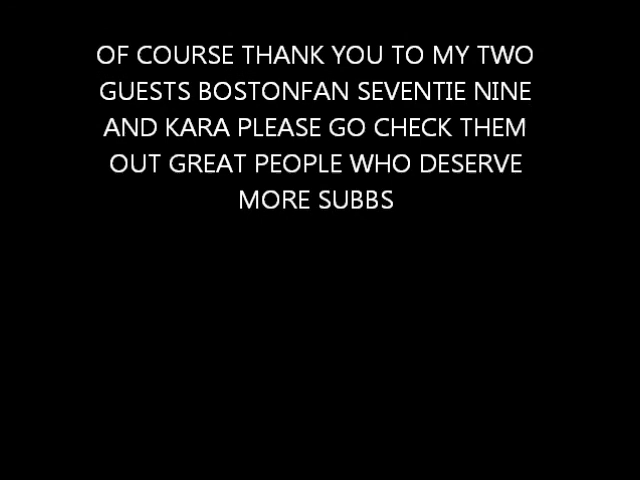 OF COURSE THANK YOU TO MY TWO
GUESTS BOSTONFAN SEVENTIE NINE
AND KARA PLEASE GO CHECK THEM
OUT GREAT PEOPLE WHO DESERVE
MORE SUBBS